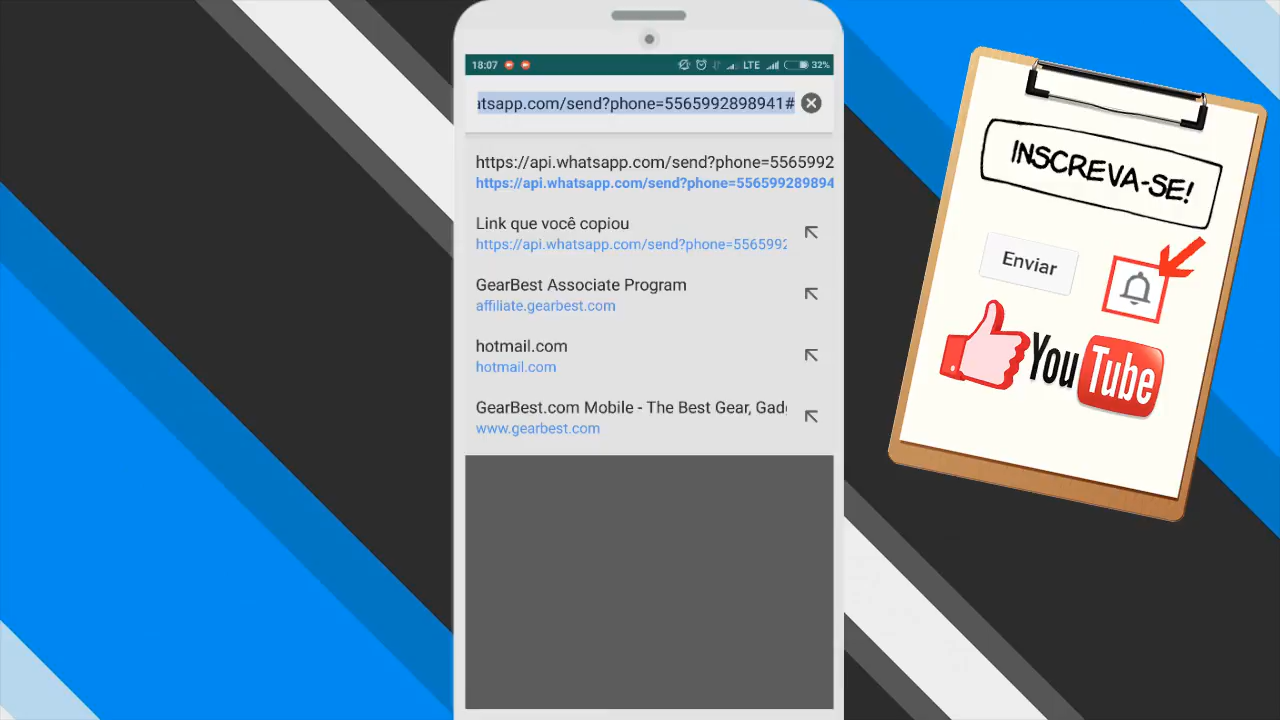 18:07 LTE 32%
atsapp.com/send?phone=5565992898941#
https://api.whatsapp.com/send?phone=5565992
https://api.whatsapp.com/send?phone=556599289894
Link que você copiou
https://api.whatsapp.com/send?phone=5565992
GearBest Associate Program
affiliate.gearbest.com
hotmail.com
hotmail.com
GearBest.com Mobile - The Best Gear, Gad
www.gearbest.com
INSCREVA-SE!
Enviar
YouTube